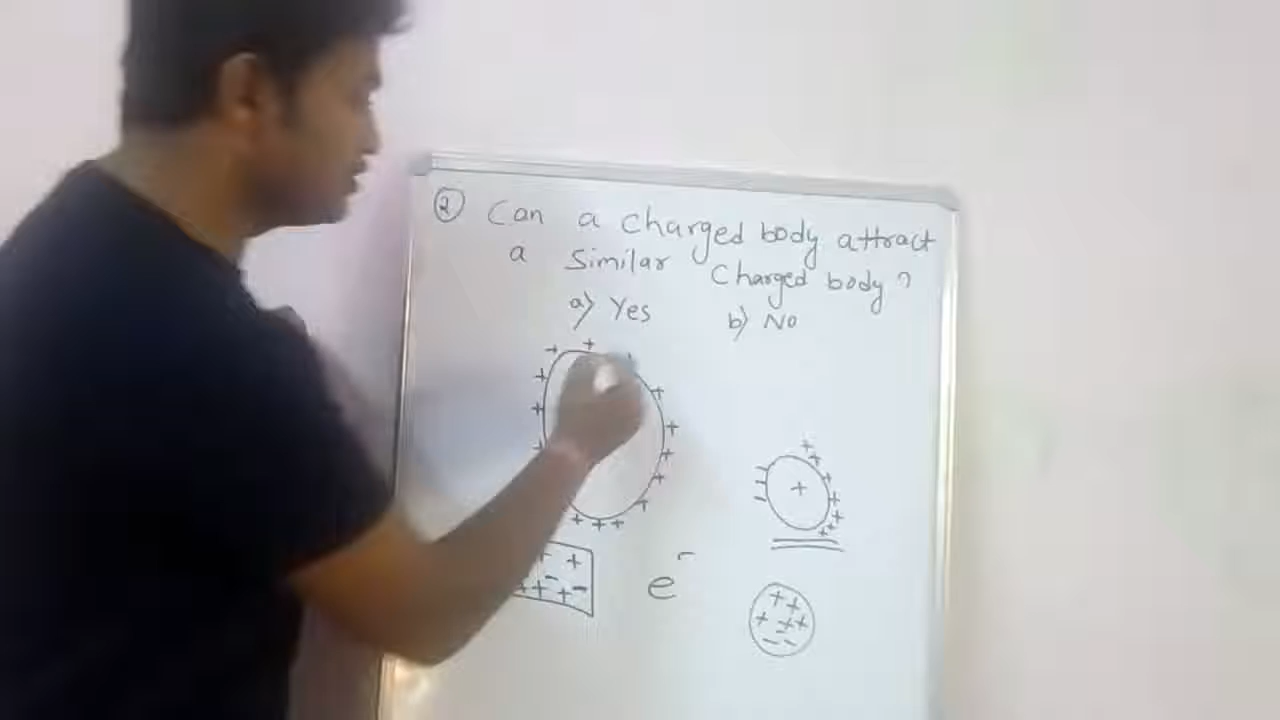 ② Can a charged body attract
a Similar Charged body?
a) Yes b) No
+ + + + + + + + + + + + + +
- - - + + + + + + + +
+
+ + - + + + -
e⁻
+ + + + + - - -